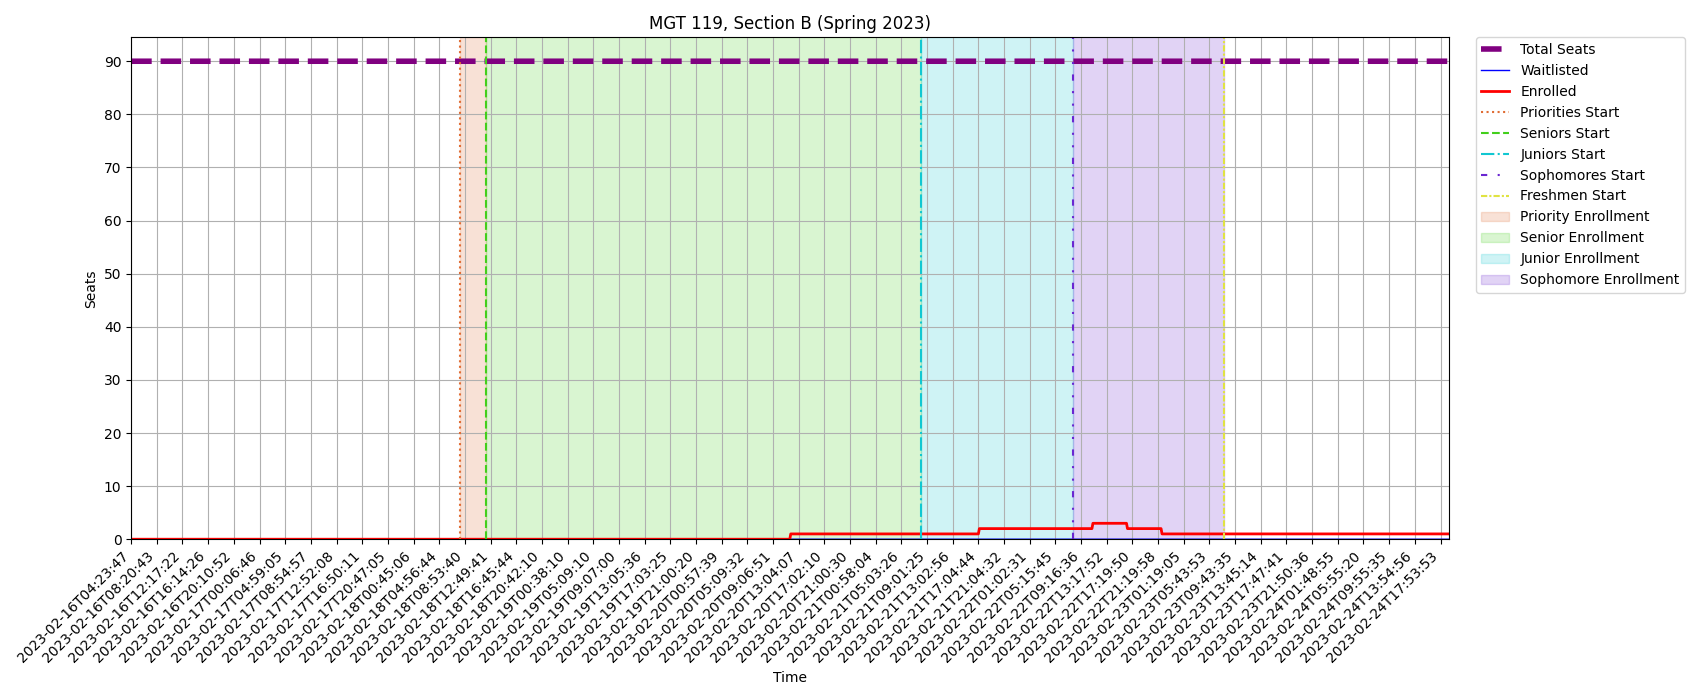 MGT 119, Section B (Spring 2023)
Total Seats
Waitlisted
Enrolled
Priorities Start
Seniors Start
Juniors Start
Sophomores Start
Freshmen Start
Priority Enrollment
Senior Enrollment
Junior Enrollment
Sophomore Enrollment
90
80
70
60
50
40
30
20
10
0
Seats
2023-02-16T04:23:47
2023-02-16T08:20:43
2023-02-16T12:17:22
2023-02-16T16:14:26
2023-02-16T20:10:52
2023-02-17T00:06:46
2023-02-17T04:59:05
2023-02-17T08:54:57
2023-02-17T12:52:08
2023-02-17T16:50:11
2023-02-17T20:47:05
2023-02-18T00:45:06
2023-02-18T04:56:44
2023-02-18T08:53:40
2023-02-18T12:49:41
2023-02-18T16:45:44
2023-02-18T20:42:10
2023-02-19T00:38:10
2023-02-19T05:09:10
2023-02-19T09:07:00
2023-02-19T13:05:36
2023-02-19T17:03:25
2023-02-19T21:00:29
2023-02-20T00:57:39
2023-02-20T05:09:32
2023-02-20T09:06:51
2023-02-20T13:04:07
2023-02-20T17:02:10
2023-02-20T21:00:30
2023-02-21T00:58:04
2023-02-21T05:03:26
2023-02-21T09:01:25
2023-02-21T13:02:56
2023-02-21T17:04:44
2023-02-21T21:04:32
2023-02-22T01:02:31
2023-02-22T05:15:45
2023-02-22T09:16:36
2023-02-22T13:17:52
2023-02-22T17:19:50
2023-02-22T21:19:58
2023-02-23T01:19:05
2023-02-23T05:43:53
2023-02-23T09:43:35
2023-02-23T13:45:14
2023-02-23T17:47:41
2023-02-23T21:50:36
2023-02-24T01:48:55
2023-02-24T05:55:20
2023-02-24T09:55:35
2023-02-24T13:54:56
2023-02-24T17:53:53
Time